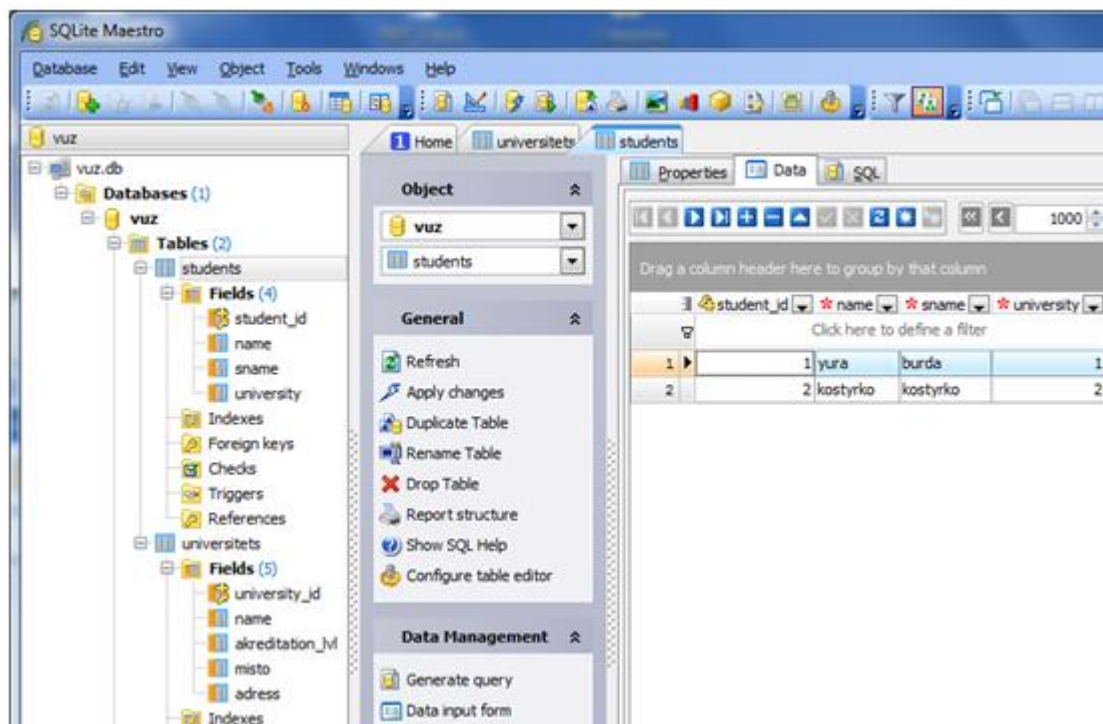 SQLite Maestro
Database Edit View Object Tools Windows Help
1000
vuz
1 Home universitets students
vuz.db
Databases (1)
vuz
Tables (2)
students
Fields (4)
student_id
name
sname
university
Indexes
Foreign keys
Checks
Triggers
References
universitets
Fields (5)
university_id
name
akreditation_lvl
misto
adress
Indexes
Object
vuz
students
General
Refresh
Apply changes
Duplicate Table
Rename Table
Drop Table
Report structure
Show SQL Help
Configure table editor
Data Management
Generate query
Data input form
Properties Data SQL
Drag a column header here to group by that column
student_id * name * sname * university
Click here to define a filter
1 1 yura burda 1
2 2 kostyrko kostyrko 2